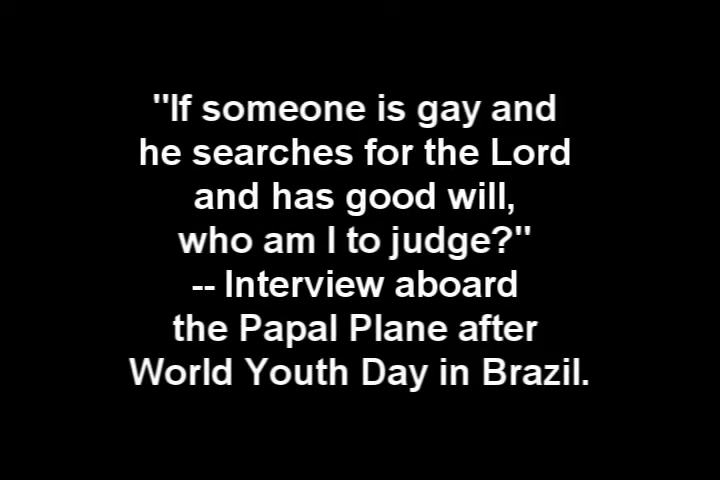 "If someone is gay and
he searches for the Lord
and has good will,
who am I to judge?"
-- Interview aboard
the Papal Plane after
World Youth Day in Brazil.